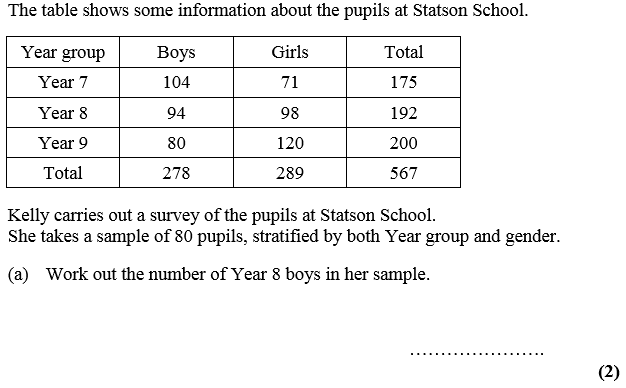 The table shows some information about the pupils at Statson School.
Year group Boys Girls Total
Year 7 104 71 175
Year 8 94 98 192
Year 9 80 120 200
Total 278 289 567
Kelly carries out a survey of the pupils at Statson School.
She takes a sample of 80 pupils, stratified by both Year group and gender.
(a) Work out the number of Year 8 boys in her sample.
......................
(2)